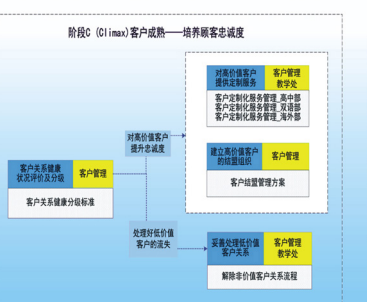 阶段C (Climax)客户成熟——培养顾客忠诚度
对高价值客户
提供定制服务
客户管理
教学处
客户定制化服务管理_高中部
客户定制化服务管理_双语部
客户定制化服务管理_海外部
对高价值客户
提升忠诚度
建立高价值客户
的结盟组织
客户管理
客户结盟管理方案
客户关系健康
状况评价及分级
客户管理
客户关系健康分级标准
处理好低价值
客户的流失
妥善处理低价值
客户关系
客户管理
教学处
解除非价值客户关系流程